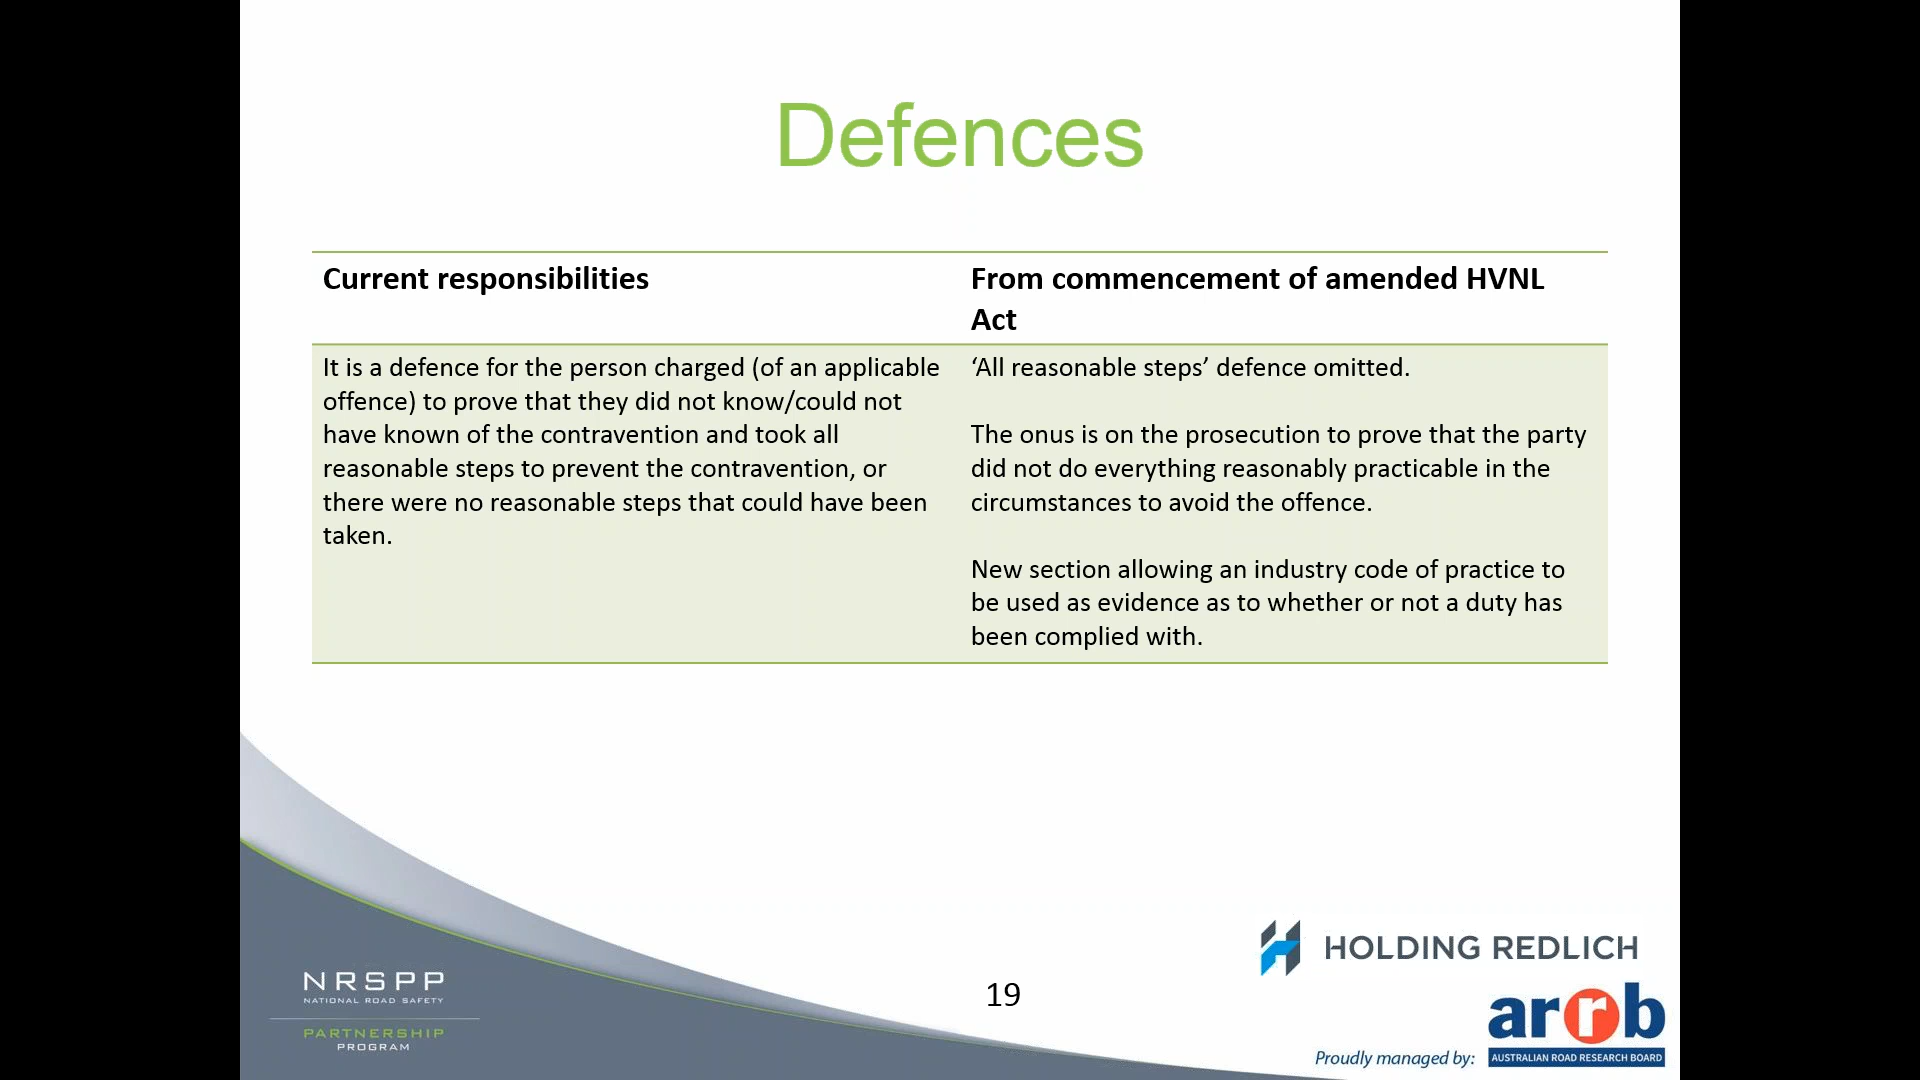 Defences
Current responsibilities
From commencement of amended HVNL
Act
It is a defence for the person charged (of an applicable
offence) to prove that they did not know/could not
have known of the contravention and took all
reasonable steps to prevent the contravention, or
there were no reasonable steps that could have been
taken.
‘All reasonable steps’ defence omitted.
The onus is on the prosecution to prove that the party
did not do everything reasonably practicable in the
circumstances to avoid the offence.
New section allowing an industry code of practice to
be used as evidence as to whether or not a duty has
been complied with.
NRSPP
NATIONAL ROAD SAFETY
PARTNERSHIP
PROGRAM
19
HOLDING REDLICH
arrb
Proudly managed by:
AUSTRALIAN ROAD RESEARCH BOARD